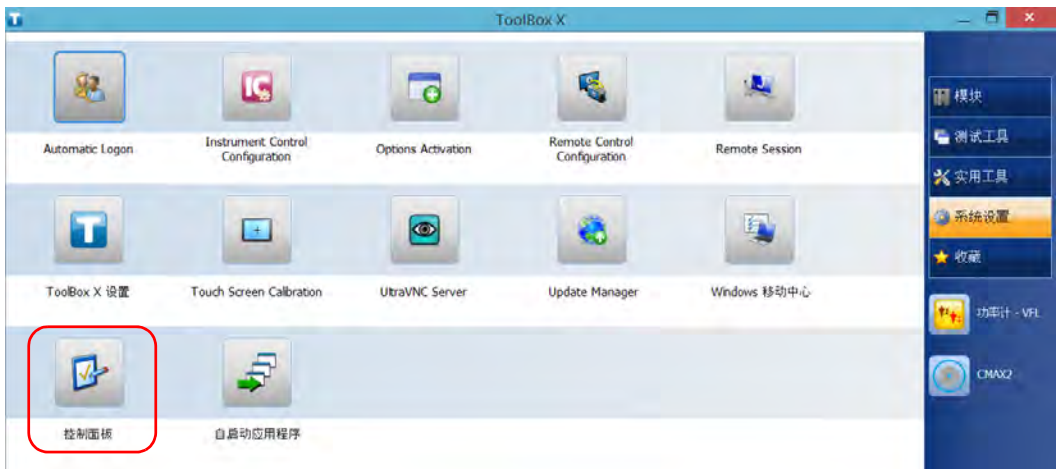 ToolBox X
Automatic Logon
Instrument Control
Configuration
Options Activation
Remote Control
Configuration
Remote Session
ToolBox X 设置
Touch Screen Calibration
UltraVNC Server
Update Manager
Windows 移动中心
控制面板
自启动应用程序
模块
测试工具
实用工具
系统设置
收藏
功率计 - VFL
CMAX2